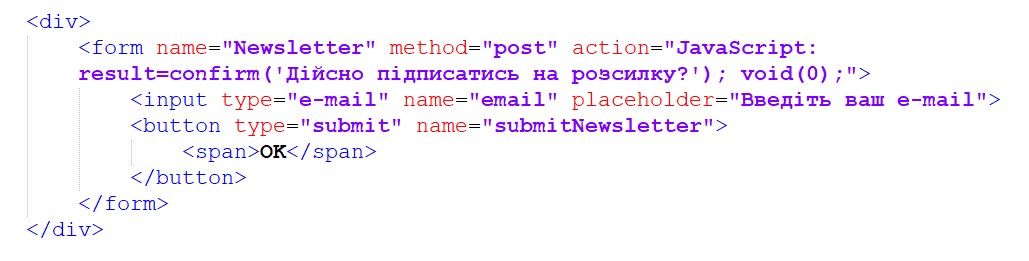 <div>
<form name="Newsletter" method="post" action="JavaScript:
result=confirm('Дійсно підписатись на розсилку?'); void(0);">
<input type="e-mail" name="email" placeholder="Введіть ваш e-mail">
<button type="submit" name="submitNewsletter">
<span>OK</span>
</button>
</form>
</div>